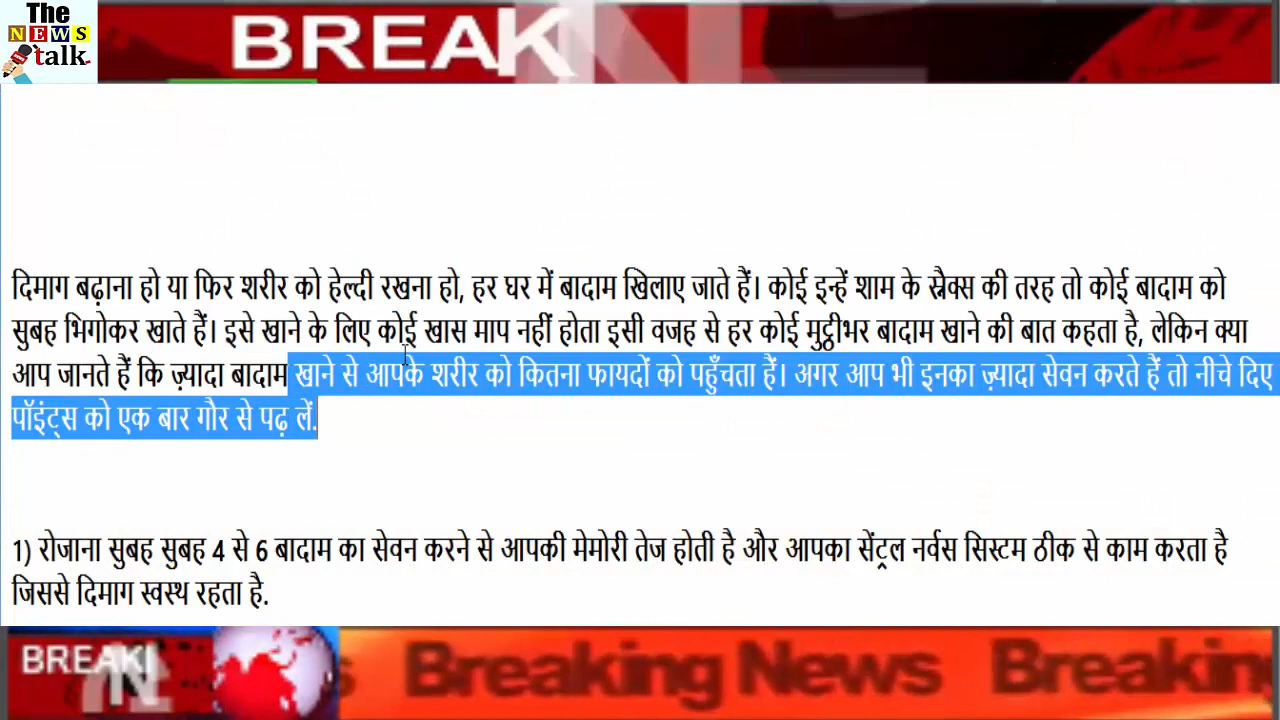 The
NEWS
talk.
BREAK
दिमाग बढ़ाना हो या फिर शरीर को हेल्दी रखना हो, हर घर में बादाम खिलाए जाते हैं। कोई इन्हें शाम के स्नैक्स की तरह तो कोई बादाम को
सुबह भिगोकर खाते हैं। इसे खाने के लिए कोई खास माप नहीं होता इसी वजह से हर कोई मुट्ठीभर बादाम खाने की बात कहता है, लेकिन क्या
आप जानते हैं कि ज़्यादा बादाम खाने से आपके शरीर को कितना फायदों को पहुँचता हैं। अगर आप भी इनका ज़्यादा सेवन करते हैं तो नीचे दिए
पॉइंट्स को एक बार गौर से पढ़ लें.
1) रोजाना सुबह सुबह 4 से 6 बादाम का सेवन करने से आपकी मेमोरी तेज होती है और आपका सेंट्रल नर्वस सिस्टम ठीक से काम करता है
जिससे दिमाग स्वस्थ रहता है.
BREAKI
Breaking News Breaking